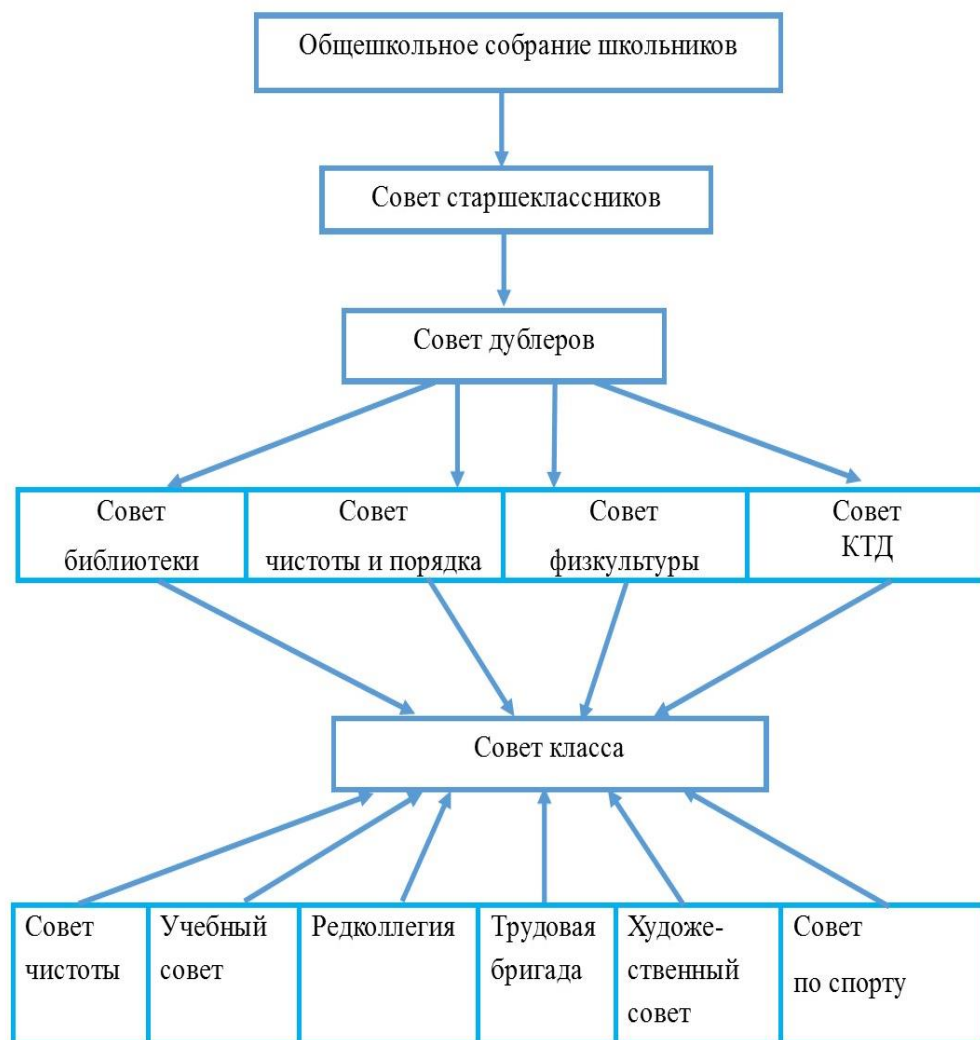 Общешкольное собрание школьников
Совет старшеклассников
Совет дублеров
Совет
библиотеки
Совет
чистоты и порядка
Совет
физкультуры
Совет
КТД
Совет класса
Совет
чистоты
Учебный
совет
Редколлегия
Трудовая
бригада
Художе-
ственный
совет
Совет
по спорту